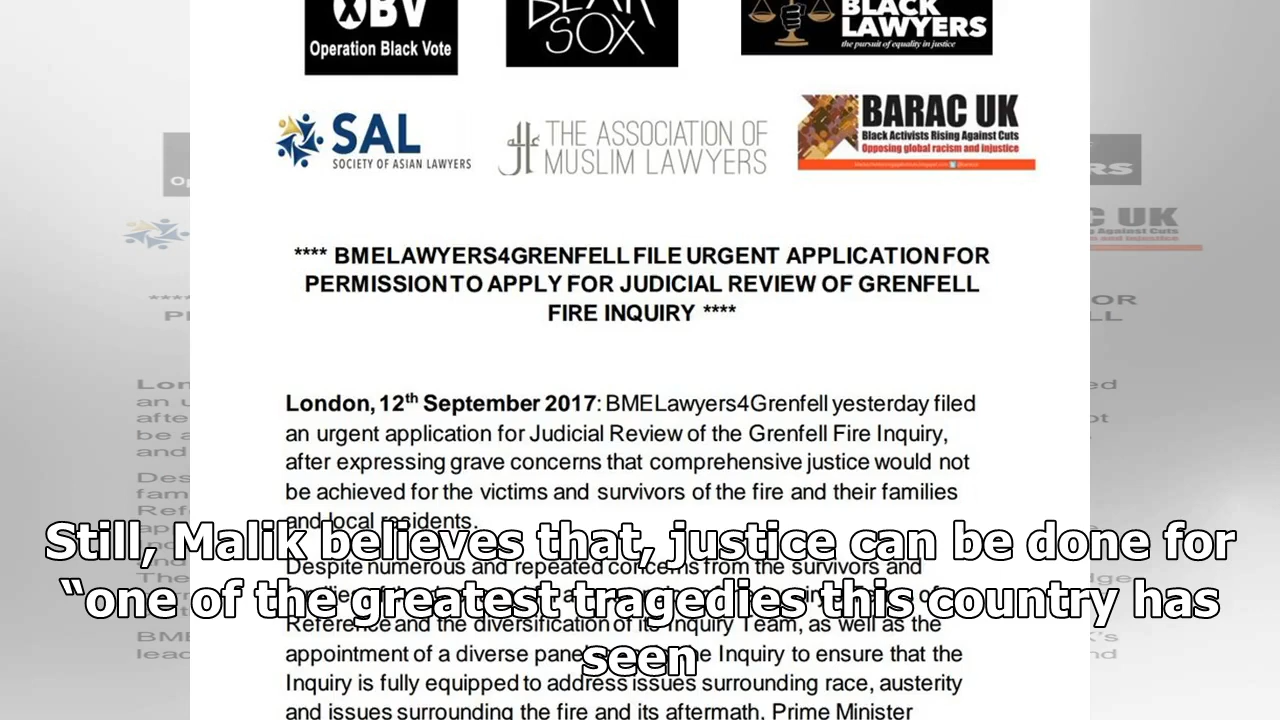 OBV
Operation Black Vote
BEAR
SOX
BLACK
LAWYERS
the pursuit of equality in justice
SAL
SOCIETY OF ASIAN LAWYERS
THE ASSOCIATION OF
MUSLIM LAWYERS
BARAC UK
Black Activists Rising Against Cuts
Opposing global racism and injustice
**** BMELAWYERS4GRENFELL FILE URGENT APPLICATION FOR
PERMISSION TO APPLY FOR JUDICIAL REVIEW OF GRENFELL
FIRE INQUIRY ****
London, 12th September 2017: BMELawyers4Grenfell yesterday filed
an urgent application for Judicial Review of the Grenfell Fire Inquiry,
after expressing grave concerns that comprehensive justice would not
be achieved for the victims and survivors of the fire and their families
and local residents.
Still, Malik believes that, justice can be done for
“one of the greatest tragedies this country has
seen
Despite numerous and repeated concerns from the survivors and
Reference and the diversification of its Inquiry Team, as well as the
appointment of a diverse pane Inquiry to ensure that the
Inquiry is fully equipped to address issues surrounding race, austerity
and issues surrounding the fire and its aftermath, Prime Minister